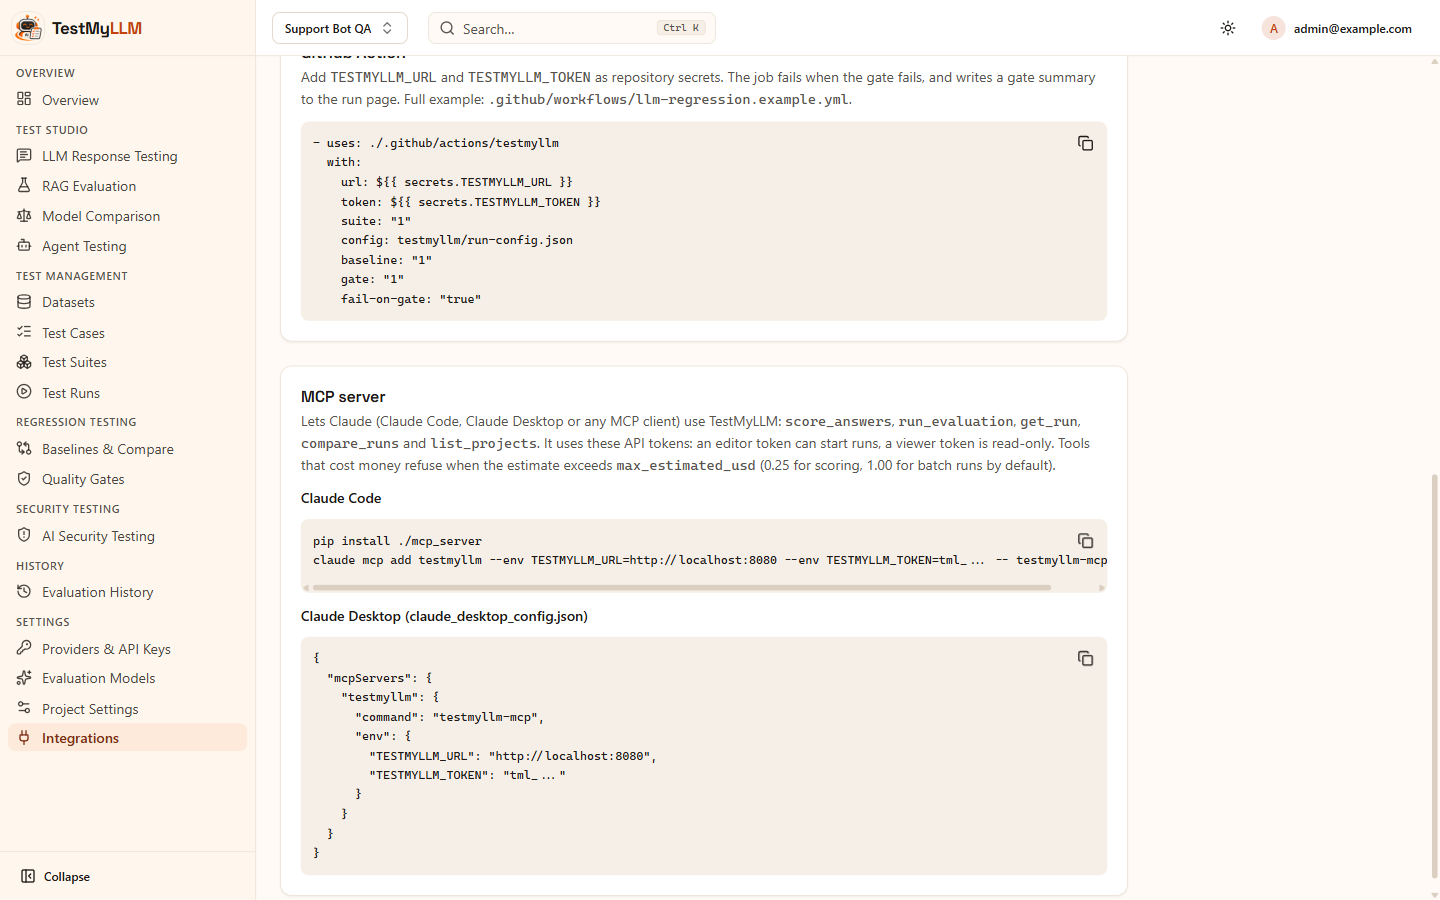 TestMyLLM
Support Bot QA
Search...
Ctrl K
A
admin@example.com
OVERVIEW
Overview
TEST STUDIO
LLM Response Testing
RAG Evaluation
Model Comparison
Agent Testing
TEST MANAGEMENT
Datasets
Test Cases
Test Suites
Test Runs
REGRESSION TESTING
Baselines & Compare
Quality Gates
SECURITY TESTING
AI Security Testing
HISTORY
Evaluation History
SETTINGS
Providers & API Keys
Evaluation Models
Project Settings
Integrations
Collapse
GitHub Action
Add TESTMYLLM_URL and TESTMYLLM_TOKEN as repository secrets. The job fails when the gate fails, and writes a gate summary
to the run page. Full example: .github/workflows/llm-regression.example.yml.
- uses: ./.github/actions/testmyllm
with:
url: ${{ secrets.TESTMYLLM_URL }}
token: ${{ secrets.TESTMYLLM_TOKEN }}
suite: "1"
config: testmyllm/run-config.json
baseline: "1"
gate: "1"
fail-on-gate: "true"
MCP server
Lets Claude (Claude Code, Claude Desktop or any MCP client) use TestMyLLM: score_answers, run_evaluation, get_run,
compare_runs and list_projects. It uses these API tokens: an editor token can start runs, a viewer token is read-only. Tools
that cost money refuse when the estimate exceeds max_estimated_usd (0.25 for scoring, 1.00 for batch runs by default).
Claude Code
pip install ./mcp_server
claude mcp add testmyllm --env TESTMYLLM_URL=http://localhost:8080 --env TESTMYLLM_TOKEN=tml_... -- testmyllm-mcp
Claude Desktop (claude_desktop_config.json)
{
"mcpServers": {
"testmyllm": {
"command": "testmyllm-mcp",
"env": {
"TESTMYLLM_URL": "http://localhost:8080",
"TESTMYLLM_TOKEN": "tml_..."
}
}
}
}